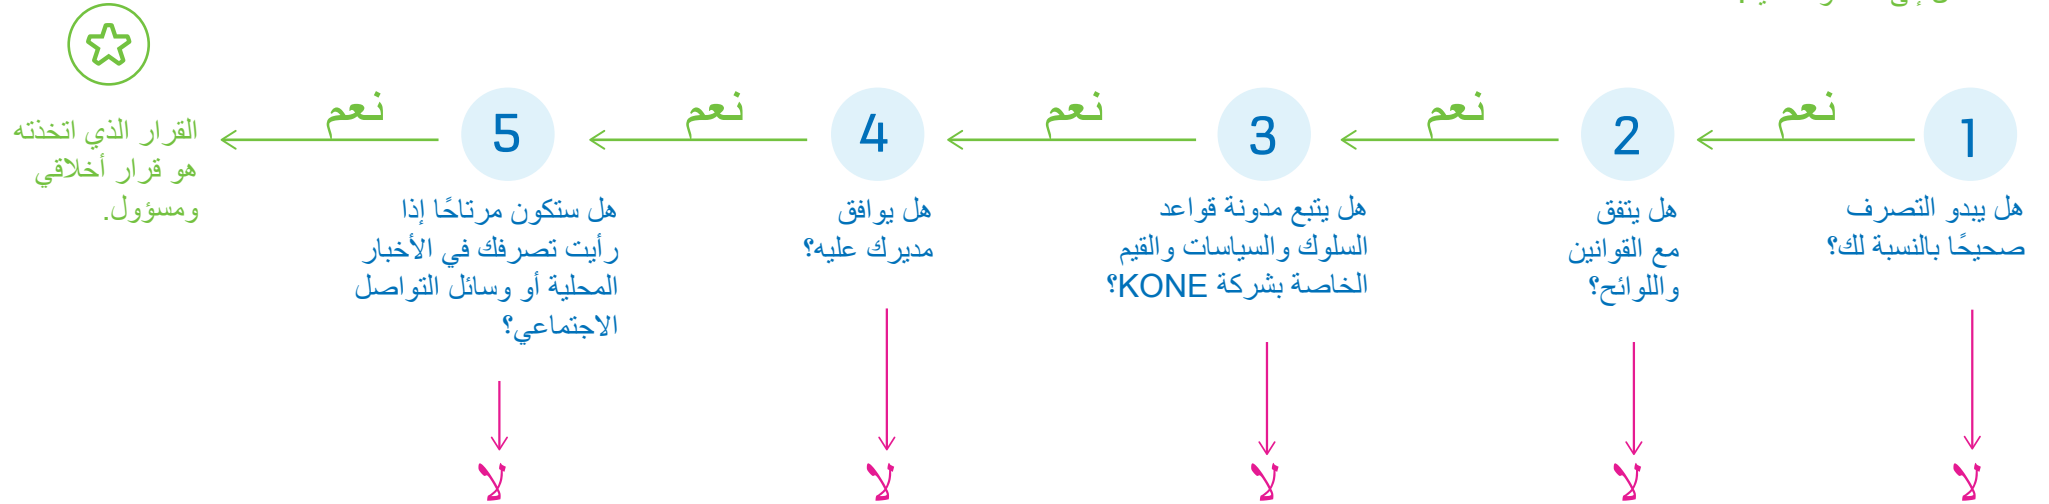 1
هل يبدو التصرف
صحيحًا بالنسبة لك؟
لا
نعم
2
هل يتفق
مع القوانين
واللوائح؟
لا
نعم
3
هل يتبع مدونة قواعد
السلوك والسياسات والقيم
الخاصة بشركة KONE؟
لا
نعم
4
هل يوافق
مديرك عليه؟
لا
نعم
5
هل ستكون مرتاحًا إذا
رأيت تصرفك في الأخبار
المحلية أو وسائل التواصل
الاجتماعي؟
لا
نعم
القرار الذي اتخذته
هو قرار أخلاقي
ومسؤول.